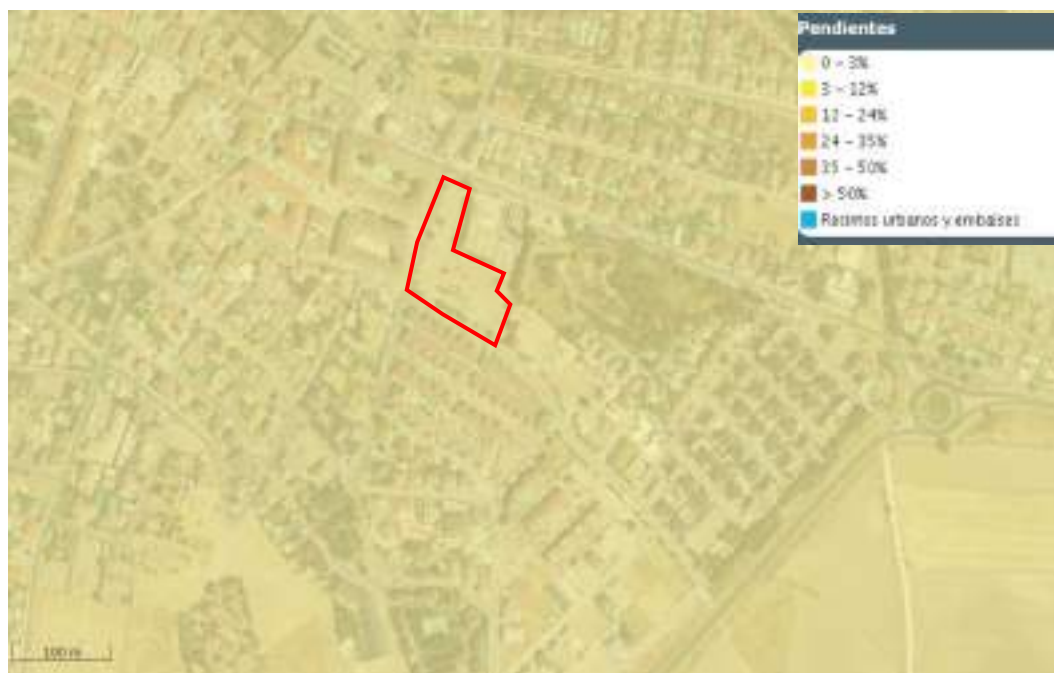 Pendientes
0 - 3%
3 - 12%
12 - 24%
24 - 35%
35 - 50%
> 50%
Recintos urbanos y embalses
100 m